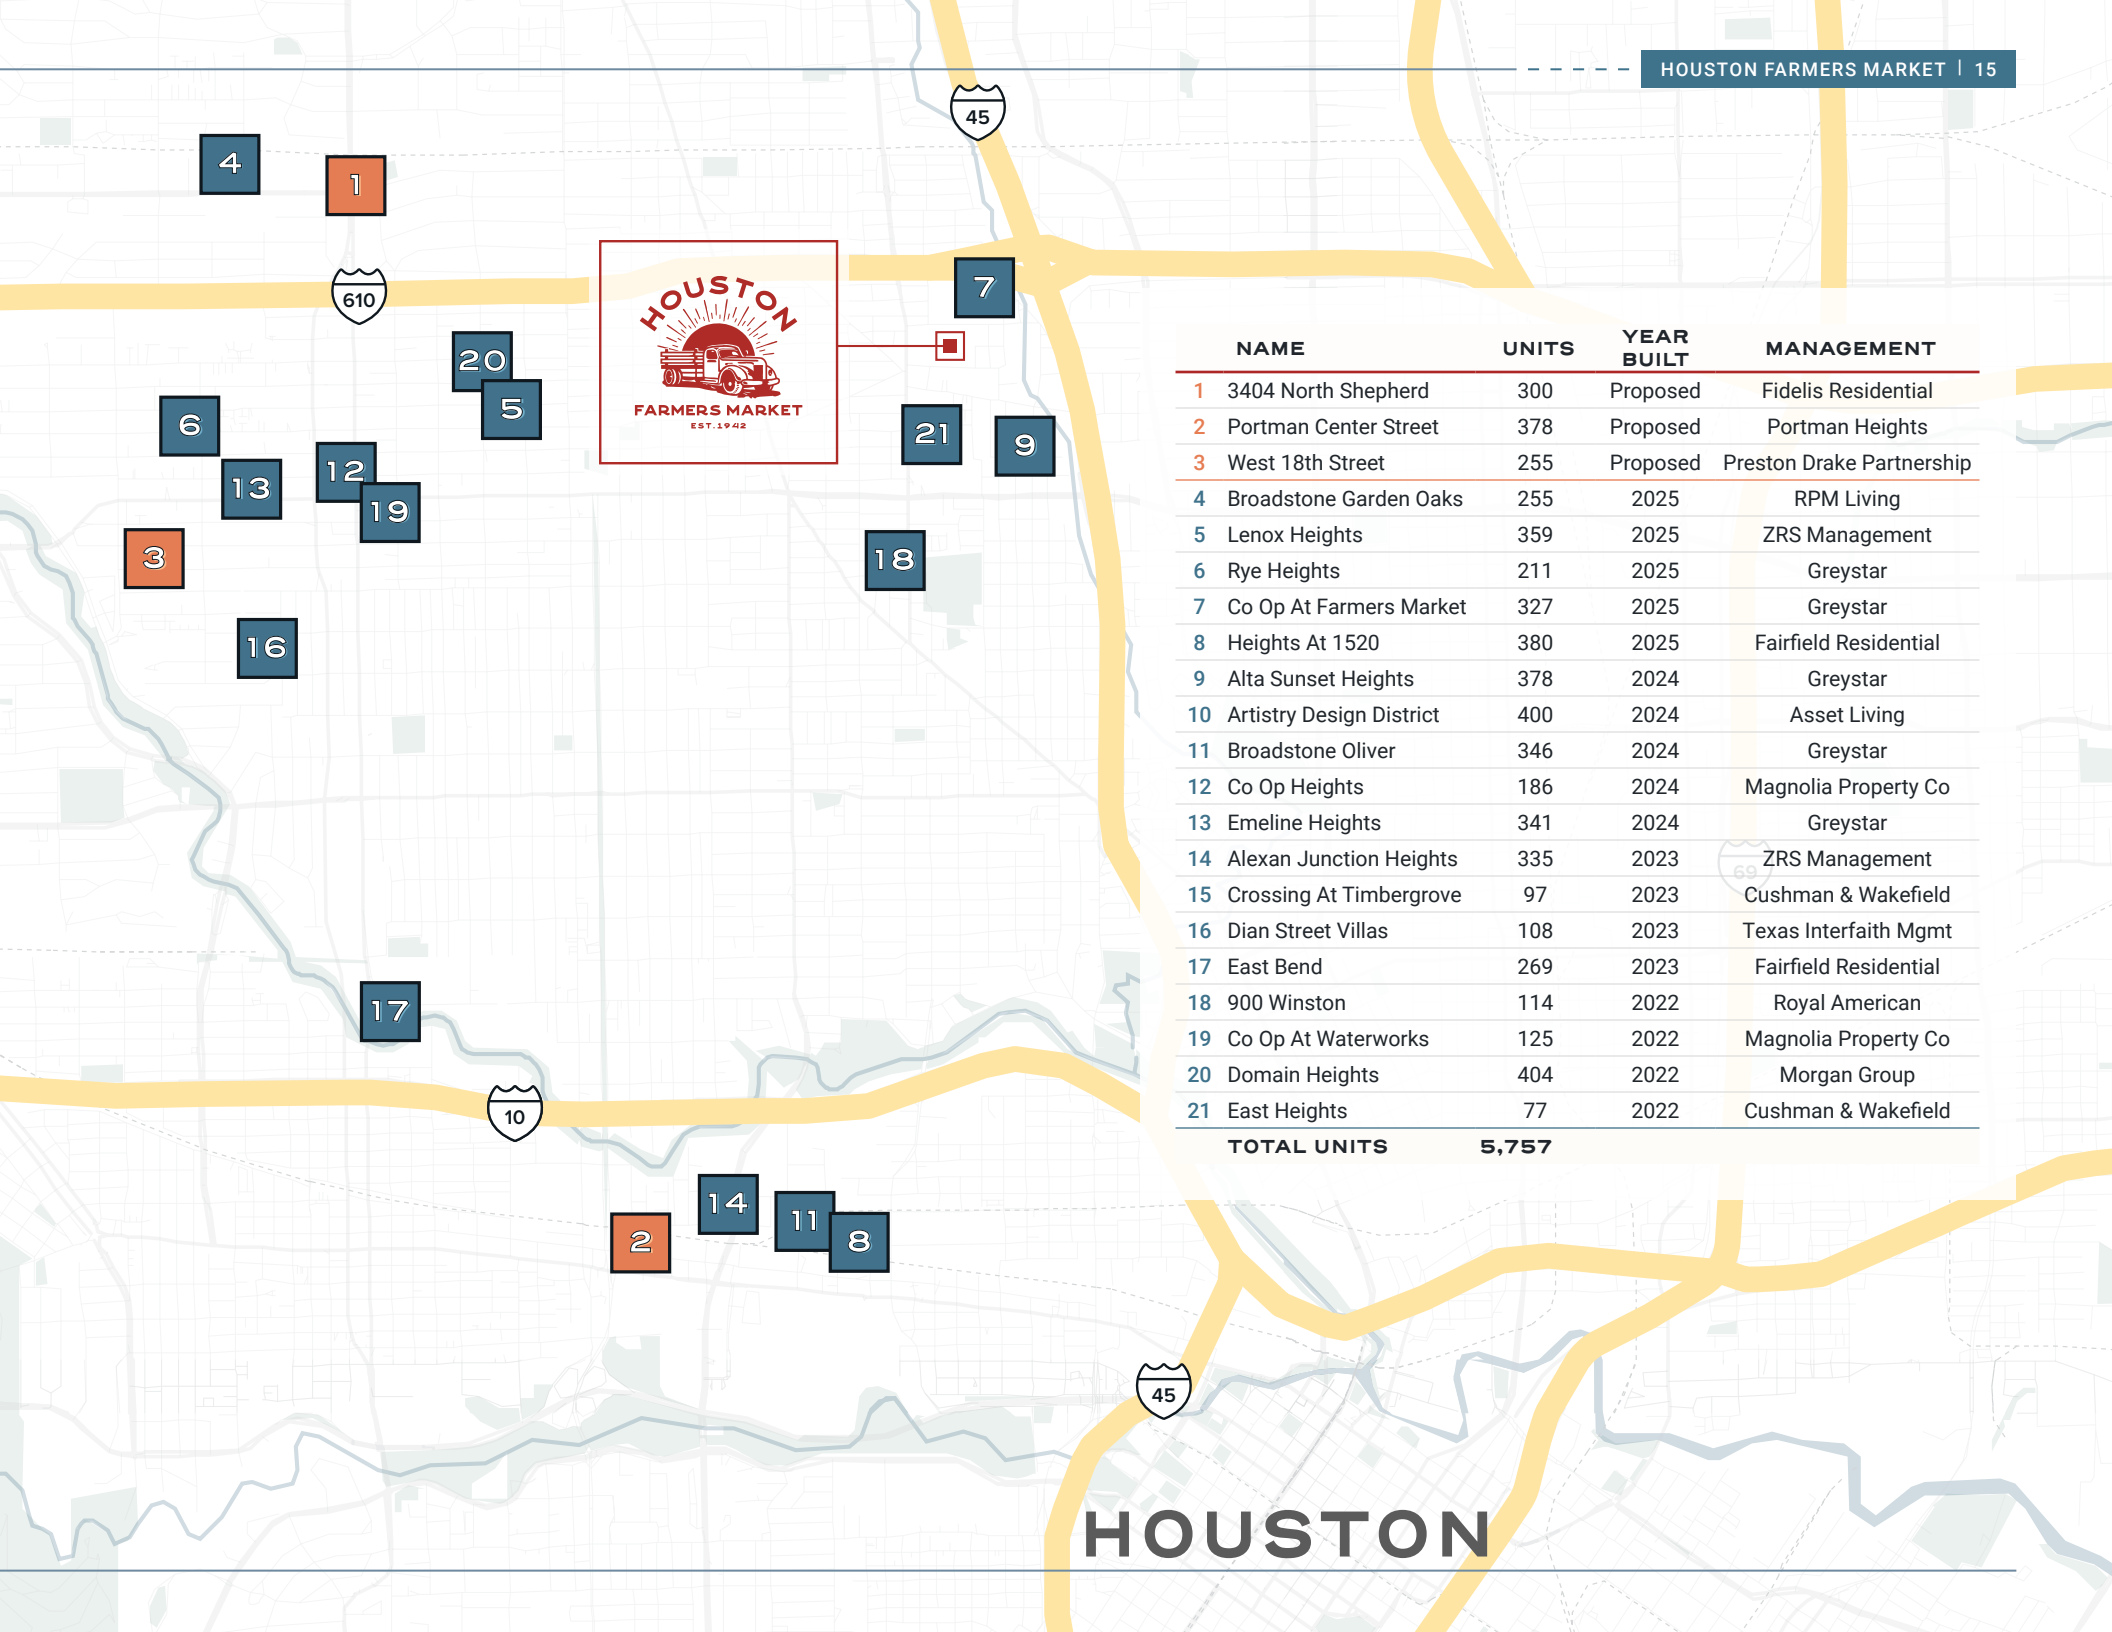 HOUSTON FARMERS MARKET | 15
45
4
1
610
HOUSTON
FARMERS MARKET
EST.1942
7
20
5
6
12
13
19
3
16
21
9
18
17
10
14
11
8
2
45
HOUSTON
NAME UNITS YEAR BUILT MANAGEMENT
1 3404 North Shepherd 300 Proposed Fidelis Residential
2 Portman Center Street 378 Proposed Portman Heights
3 West 18th Street 255 Proposed Preston Drake Partnership
4 Broadstone Garden Oaks 255 2025 RPM Living
5 Lenox Heights 359 2025 ZRS Management
6 Rye Heights 211 2025 Greystar
7 Co Op At Farmers Market 327 2025 Greystar
8 Heights At 1520 380 2025 Fairfield Residential
9 Alta Sunset Heights 378 2024 Greystar
10 Artistry Design District 400 2024 Asset Living
11 Broadstone Oliver 346 2024 Greystar
12 Co Op Heights 186 2024 Magnolia Property Co
13 Emeline Heights 341 2024 Greystar
14 Alexan Junction Heights 335 2023 ZRS Management
69
15 Crossing At Timbergrove 97 2023 Cushman & Wakefield
16 Dian Street Villas 108 2023 Texas Interfaith Mgmt
17 East Bend 269 2023 Fairfield Residential
18 900 Winston 114 2022 Royal American
19 Co Op At Waterworks 125 2022 Magnolia Property Co
20 Domain Heights 404 2022 Morgan Group
21 East Heights 77 2022 Cushman & Wakefield
TOTAL UNITS 5,757